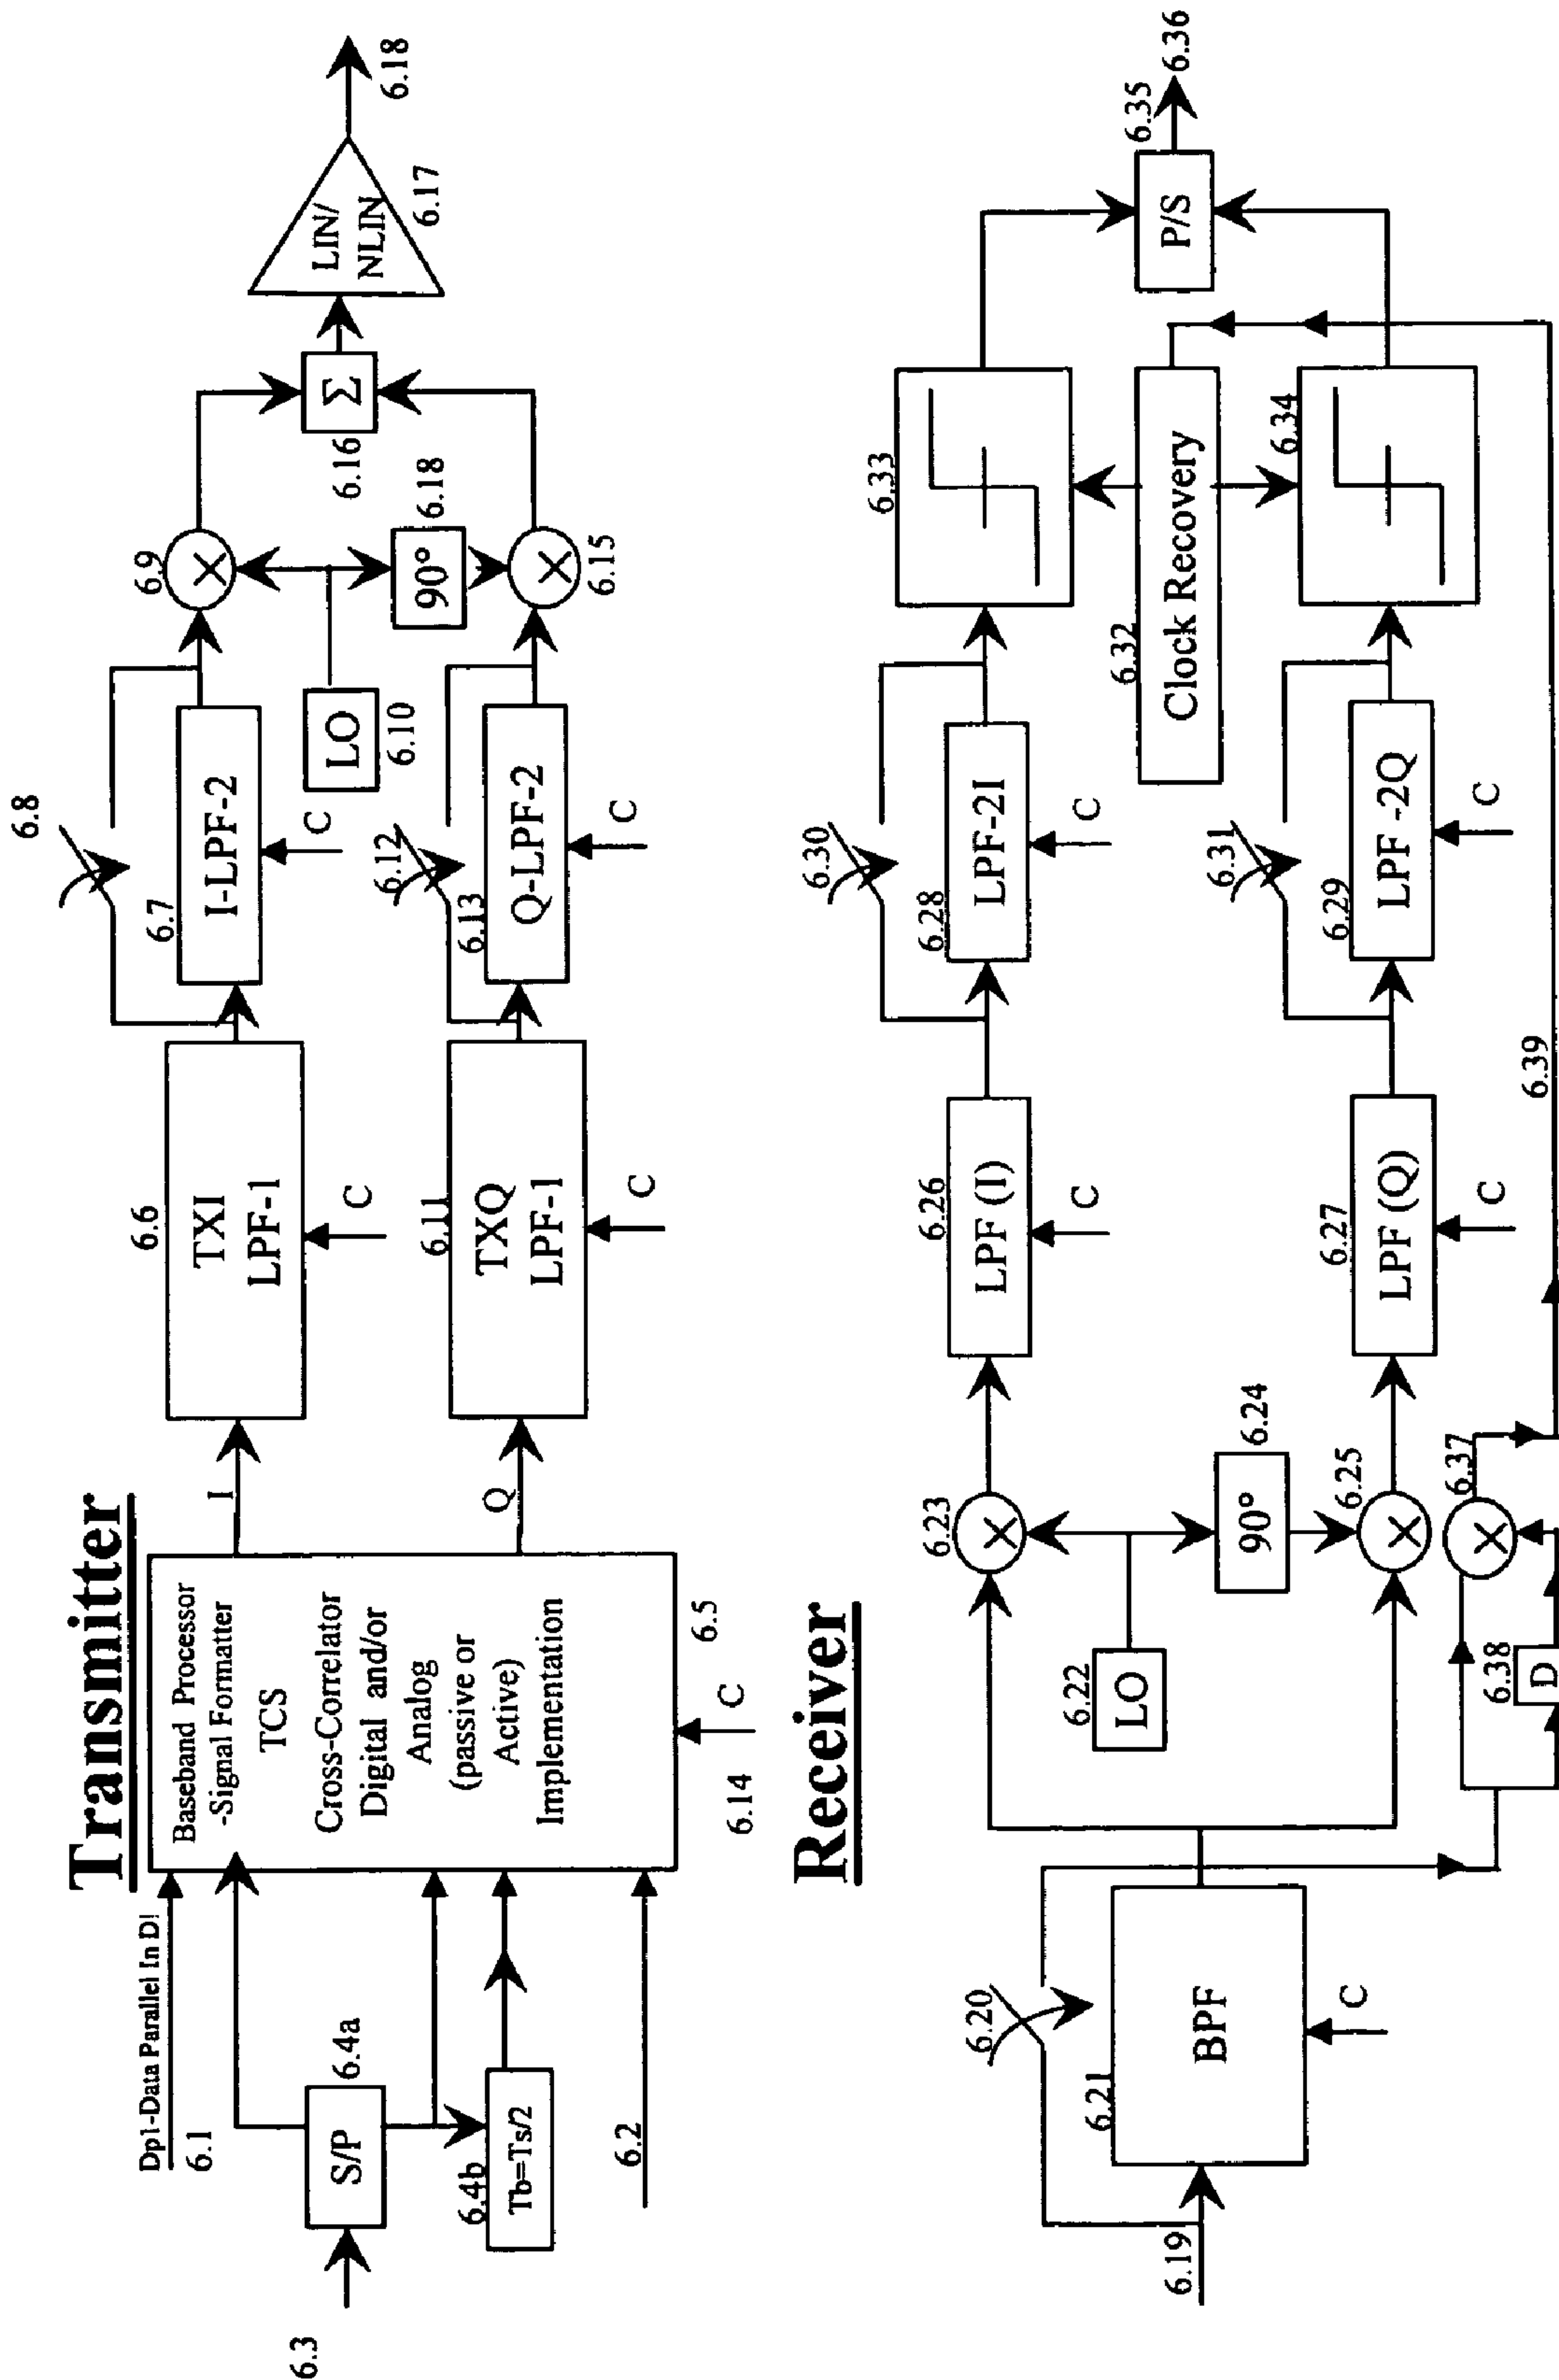 Transmitter
Dp1-Data Parallel In D!
6.1
6.3
S/P
6.4a
6.4b
Tb=Ts/2
6.2
Baseband Processor
-Signal Formatter
TCS
Cross-Correlator
Digital and/or
Analog
(passive or
Active)
Implementation
6.5
C
6.14
I
Q
6.6
TXI
LPF-1
C
6.11
TXQ
LPF-1
C
6.8
6.7
I-LPF-2
C
6.12
6.13
Q-LPF-2
C
LO
6.10
6.9
×
90°
6.18
×
6.15
Σ
6.16
LIN/
NLIN
6.17
6.18
Receiver
6.19
6.20
6.21
BPF
C
6.22
LO
6.23
×
90°
6.24
×
6.25
6.38
D
×
6.37
6.39
6.26
LPF (I)
C
6.27
LPF (Q)
C
6.30
6.28
LPF-2I
C
6.31
6.29
LPF -2Q
C
6.32
Clock Recovery
6.33
6.34
P/S
6.35
6.36